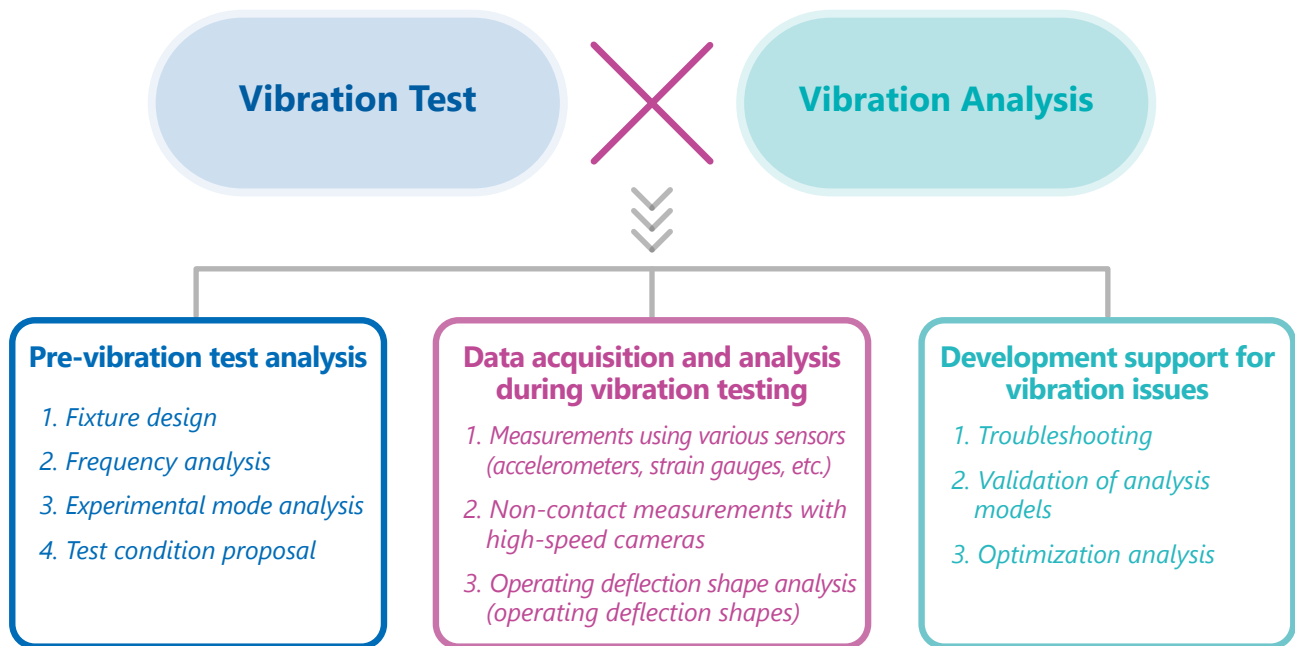 Vibration Test
Vibration Analysis
Pre-vibration test analysis
1. Fixture design
2. Frequency analysis
3. Experimental mode analysis
4. Test condition proposal
Data acquisition and analysis
during vibration testing
1. Measurements using various sensors
(accelerometers, strain gauges, etc.)
2. Non-contact measurements with
high-speed cameras
3. Operating deflection shape analysis
(operating deflection shapes)
Development support for
vibration issues
1. Troubleshooting
2. Validation of analysis
models
3. Optimization analysis